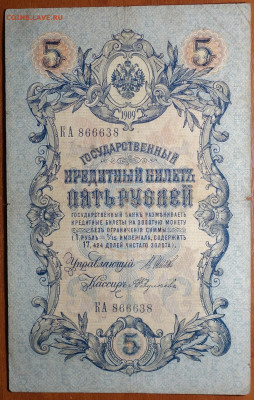 COINS.LAVE.RU
5 5
1909
КА 866638
ГОСУДАРСТВЕННЫЙ
КРЕДИТНЫЙ БИЛЕТЪ
ПЯТЬ РУБЛЕЙ
ГОСУДАРСТВЕННЫЙ БАНКЪ РАЗМѢНИВАЕТЪ
КРЕДИТНЫЕ БИЛЕТЫ НА ЗОЛОТУЮ МОНЕТУ
БЕЗЪ ОГРАНИЧЕНІЯ СУММЫ
(1 РУБЛЬ = 1/15 ИМПЕРІАЛА, СОДЕРЖИТЪ
17,424 ДОЛЕЙ ЧИСТАГО ЗОЛОТА).
Управляющій
Кассиръ
КА 866638
5